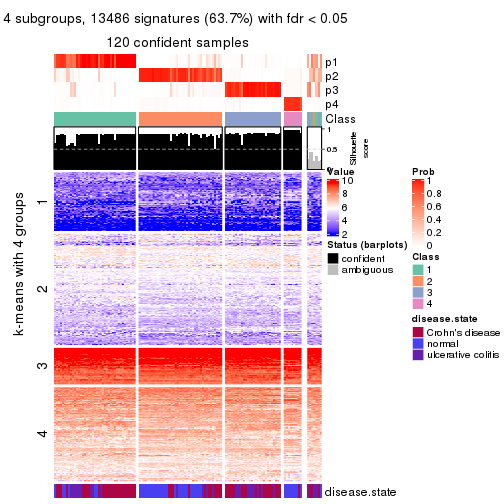 4 subgroups, 13486 signatures (63.7%) with fdr < 0.05
120 confident samples
p1
p2
p3
p4
Class
1
0.5
0
Silhouette
score
k-means with 4 groups
1
2
3
4
disease.state
Value
10
8
6
4
2
Status (barplots)
confident
ambiguous
Prob
1
0.8
0.6
0.4
0.2
0
Class
1
2
3
4
disease.state
Crohn's disease
normal
ulcerative colitis